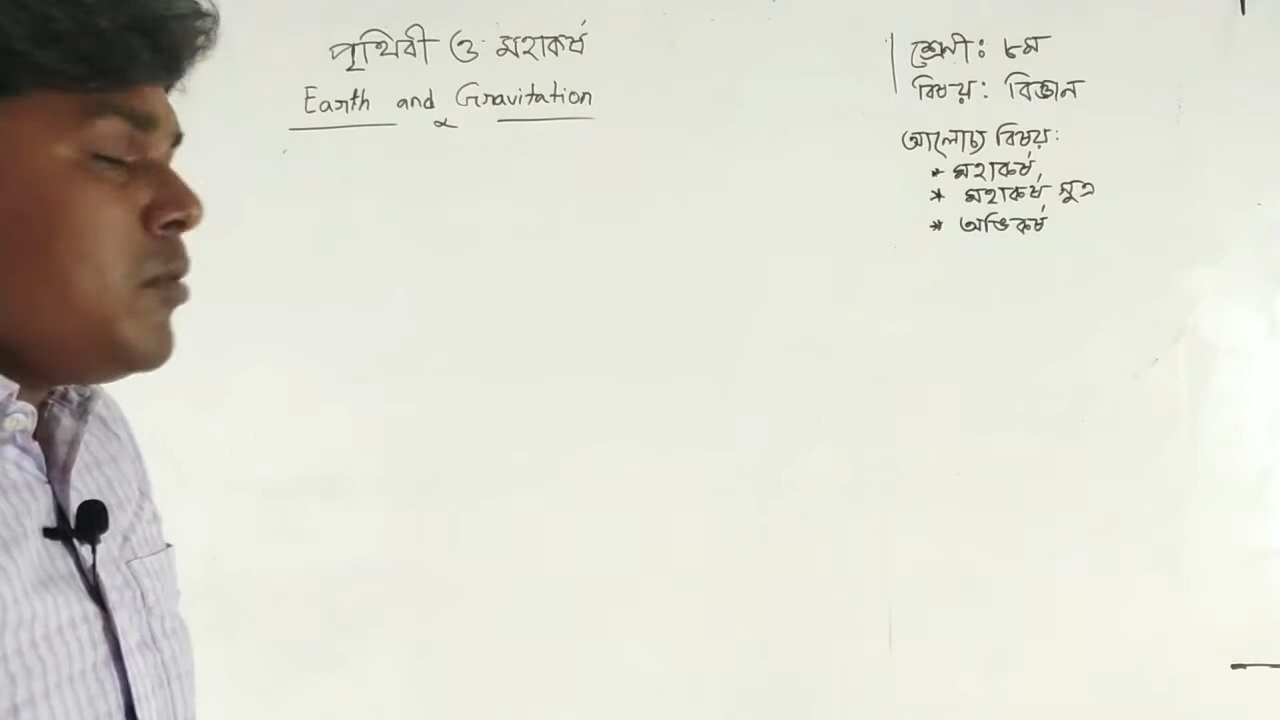 পৃথিবী ও মহাকর্ষ
Earth and Gravitation
শ্রেণী : ৮ম
বিষয় : বিজ্ঞান
আলোচ্য বিষয় :
* মহাকর্ষ,
* মহাকর্ষ সূত্র
* অভিকর্ষ